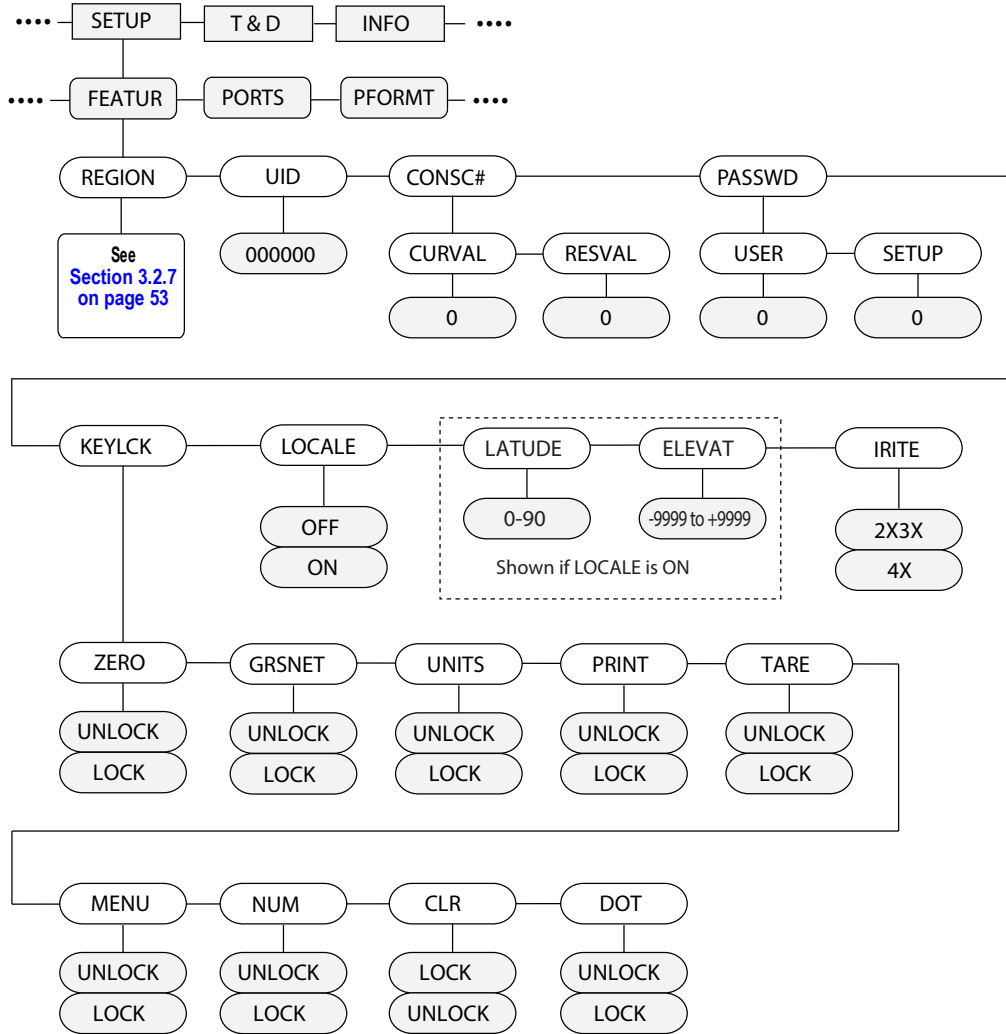 •••• SETUP T & D INFO ••••
•••• FEATUR PORTS PFORMT ••••
REGION UID CONSC# PASSWD
See
Section 3.2.7
on page 53
000000 CURVAL RESVAL USER SETUP
0 0 0 0
KEYLCK LOCALE LATUDE ELEVAT IRITE
OFF 0-90 -9999 to +9999 2X3X
ON 4X
Shown if LOCALE is ON
ZERO GRSNET UNITS PRINT TARE
UNLOCK UNLOCK UNLOCK UNLOCK UNLOCK
LOCK LOCK LOCK LOCK LOCK
MENU NUM CLR DOT
UNLOCK UNLOCK LOCK UNLOCK
LOCK LOCK UNLOCK LOCK